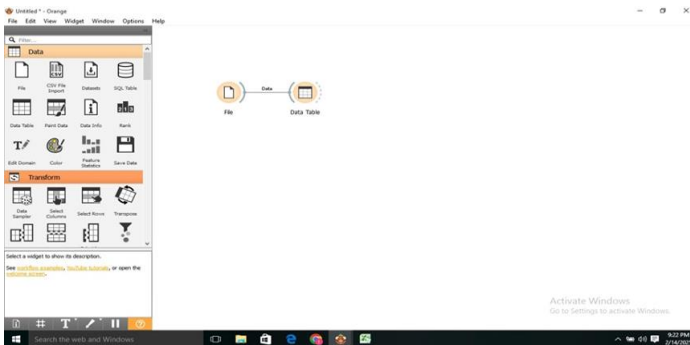 Untitled * - Orange
File Edit View Widget Window Options Help
Filter...
Data
File CSV File Import Datasets SQL Table
Data Table Paint Data Data Info Rank
Edit Domain Color Feature Statistics Save Data
Transform
Data Sampler Select Columns Select Rows Transpose
Data
File Data Table
Select a widget to show its description.
See workflow examples, YouTube tutorials, or open the
welcome screen.
Activate Windows
Go to Settings to activate Windows.
Search the web and Windows
9:22 PM